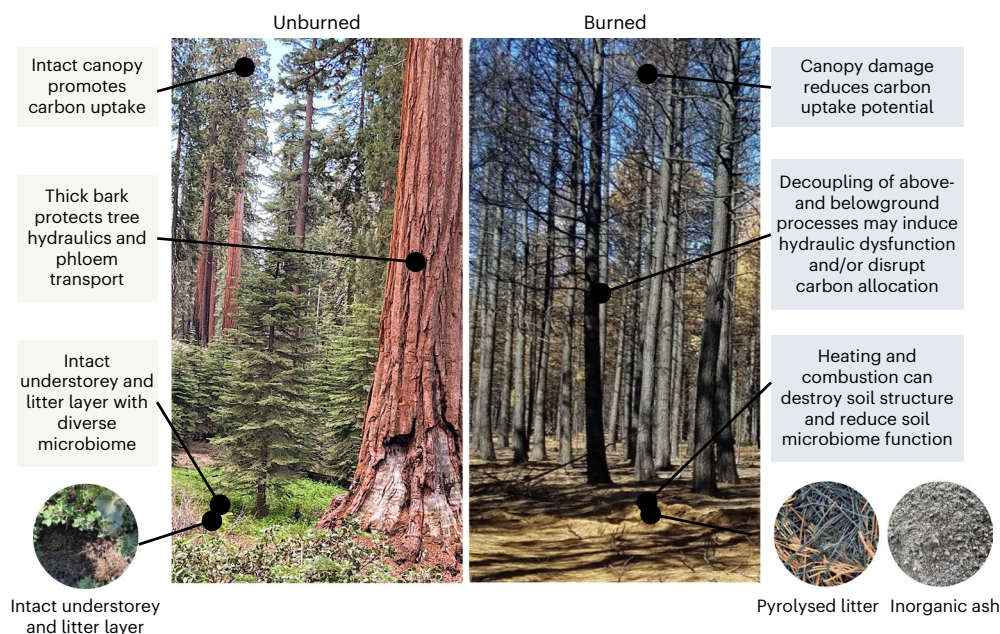 Unburned
Burned
Intact canopy
promotes
carbon uptake
Thick bark
protects tree
hydraulics and
phloem
transport
Intact
understorey and
litter layer with
diverse
microbiome
Intact understorey
and litter layer
Canopy damage
reduces carbon
uptake potential
Decoupling of above-
and belowground
processes may induce
hydraulic dysfunction
and/or disrupt
carbon allocation
Heating and
combustion can
destroy soil structure
and reduce soil
microbiome function
Pyrolysed litter
Inorganic ash